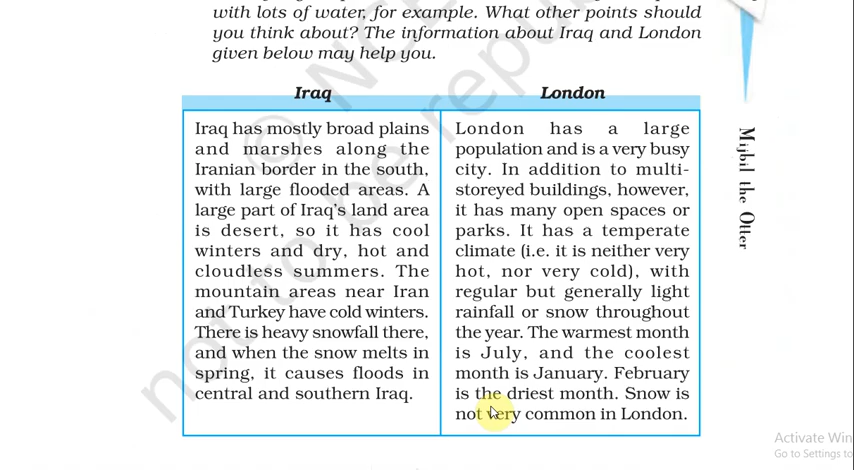 with lots of water, for example. What other points should
you think about? The information about Iraq and London
given below may help you.
Iraq
Iraq has mostly broad plains
and marshes along the
Iranian border in the south,
with large flooded areas. A
large part of Iraq's land area
is desert, so it has cool
winters and dry, hot and
cloudless summers. The
mountain areas near Iran
and Turkey have cold winters.
There is heavy snowfall there,
and when the snow melts in
spring, it causes floods in
central and southern Iraq.
London
London has a large
population and is a very busy
city. In addition to multi-
storeyed buildings, however,
it has many open spaces or
parks. It has a temperate
climate (i.e. it is neither very
hot, nor very cold), with
regular but generally light
rainfall or snow throughout
the year. The warmest month
is July, and the coolest
month is January. February
is the driest month. Snow is
not very common in London.
Mijbil the Otter
not to be republ
© NC
Activate Win
Go to Settings to